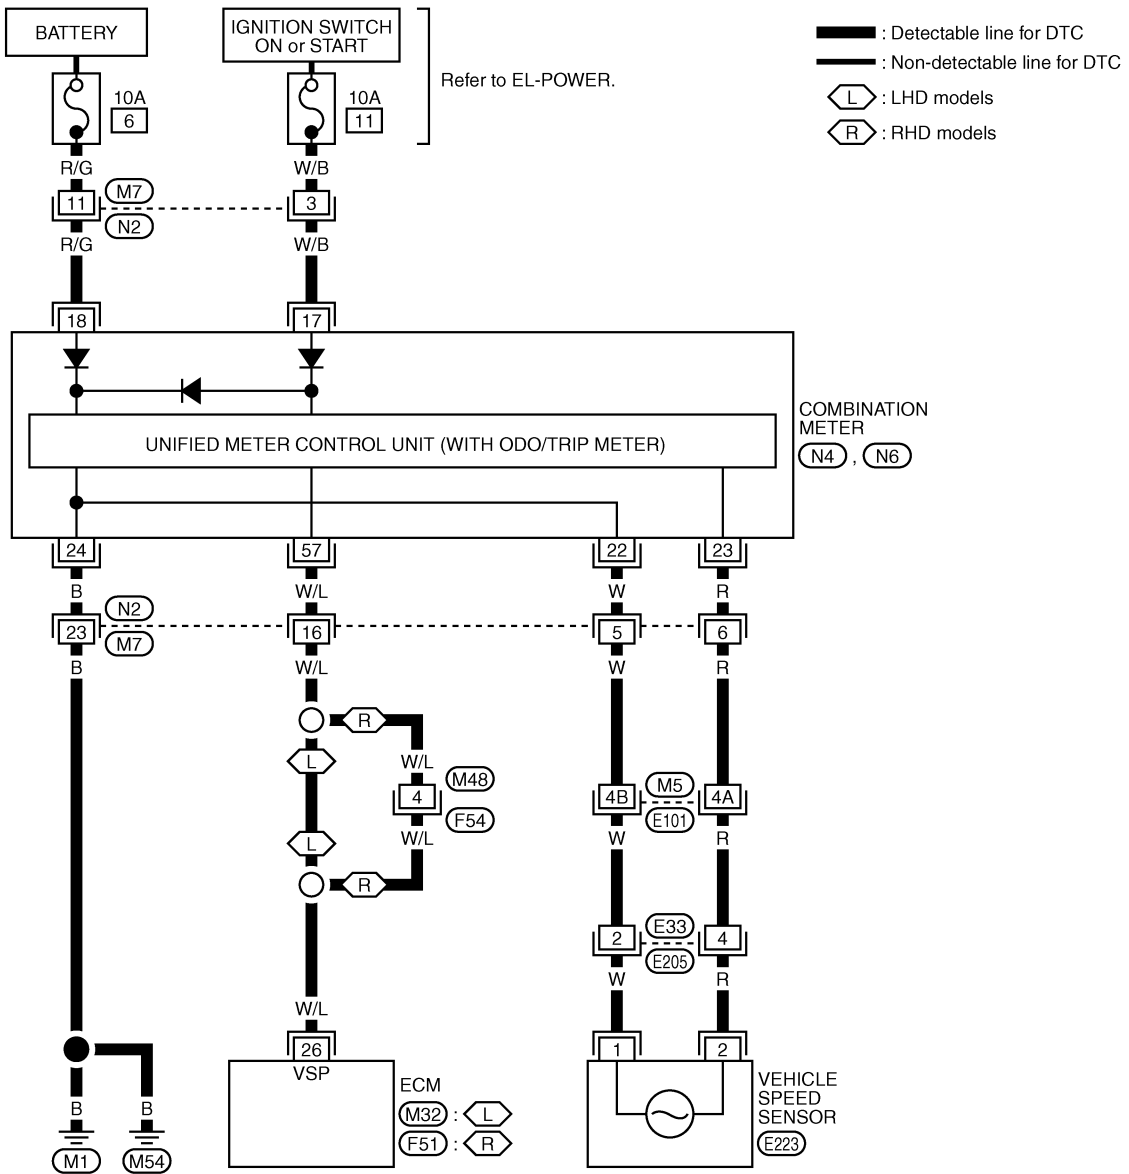 BATTERY
IGNITION SWITCH
ON or START
10A
6
10A
11
Refer to EL-POWER.
: Detectable line for DTC
: Non-detectable line for DTC
L : LHD models
R : RHD models
R/G
W/B
11
M7
N2
3
R/G
W/B
18
17
UNIFIED METER CONTROL UNIT (WITH ODO/TRIP METER)
COMBINATION
METER
N4 , N6
24
57
22
23
B
W/L
W
R
23
N2
M7
16
5
6
B
W/L
W
R
R
L
W/L
4
M48
F54
W/L
L
R
4B
M5
E101
4A
W
R
2
E33
E205
4
W
R
W/L
26
VSP
ECM
M32 : L
F51 : R
1
2
VEHICLE
SPEED
SENSOR
E223
B
B
M1
M54